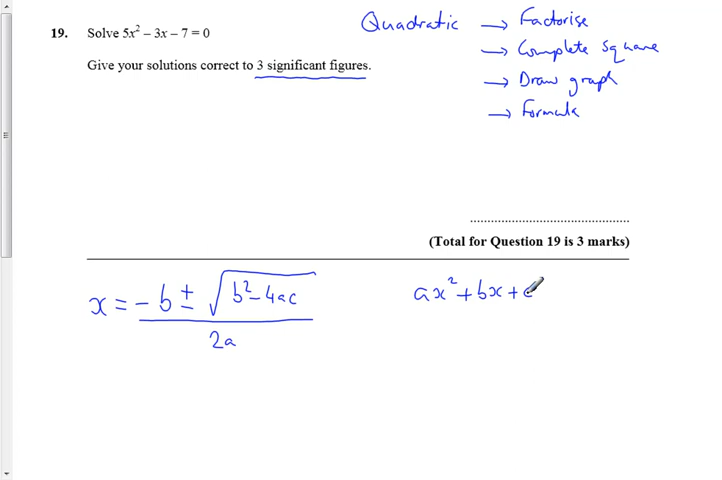 19. Solve 5x² – 3x – 7 = 0
Give your solutions correct to 3 significant figures.
Quadratic → Factorise
→ Complete Square
→ Draw graph
→ Formula
(Total for Question 19 is 3 marks)
x = –b ± √(b² – 4ac) / 2a
ax² + bx + c